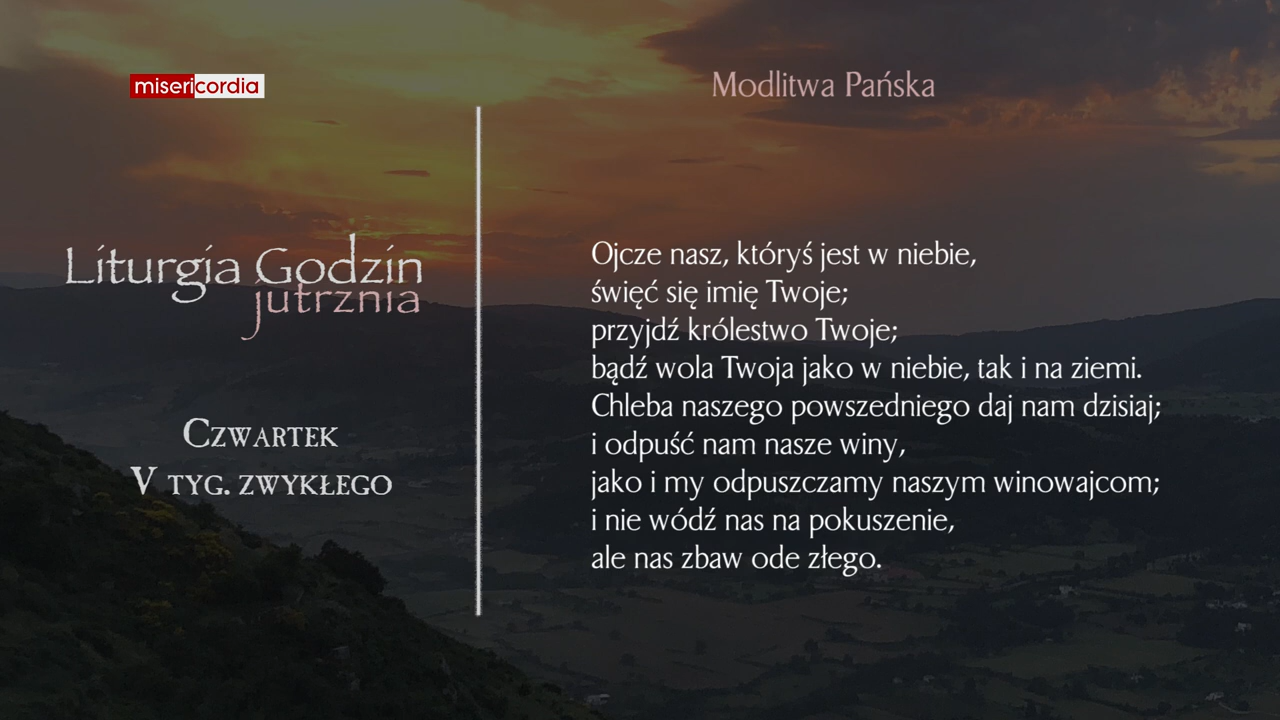 misericordia
Liturgia Godzin
jutrznia
Czwartek
V tyg. zwykłego
Modlitwa Pańska
Ojcze nasz, któryś jest w niebie,
święć się imię Twoje;
przyjdź królestwo Twoje;
bądź wola Twoja jako w niebie, tak i na ziemi.
Chleba naszego powszedniego daj nam dzisiaj;
i odpuść nam nasze winy,
jako i my odpuszczamy naszym winowajcom;
i nie wódź nas na pokuszenie,
ale nas zbaw ode złego.